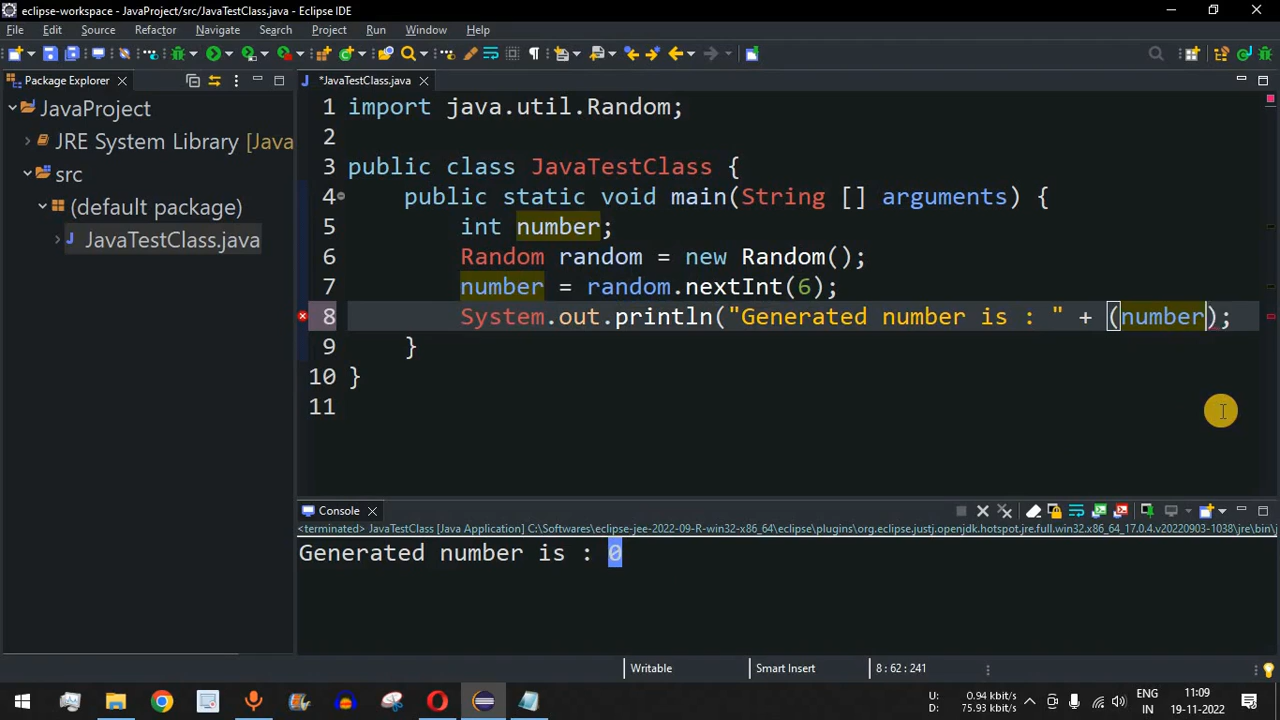 eclipse-workspace - JavaProject/src/JavaTestClass.java - Eclipse IDE
File Edit Source Refactor Navigate Search Project Run Window Help
Package Explorer
*JavaTestClass.java
JavaProject
JRE System Library [Java
src
(default package)
JavaTestClass.java
1 import java.util.Random;
2
3 public class JavaTestClass {
4 public static void main(String [] arguments) {
5 int number;
6 Random random = new Random();
7 number = random.nextInt(6);
8 System.out.println("Generated number is : " + (number);
9 }
10 }
11
Console
<terminated> JavaTestClass [Java Application] C:\Softwares\eclipse-jee-2022-09-R-win32-x86_64\eclipse\plugins\org.eclipse.justj.openjdk.hotspot.jre.full.win32.x86_64_17.0.4.v20220903-1038\jre\bin\j
Generated number is : 0
Writable Smart Insert 8 : 62 : 241
U: 0.94 kbit/s
D: 75.93 kbit/s
ENG
IN
11:09
19-11-2022